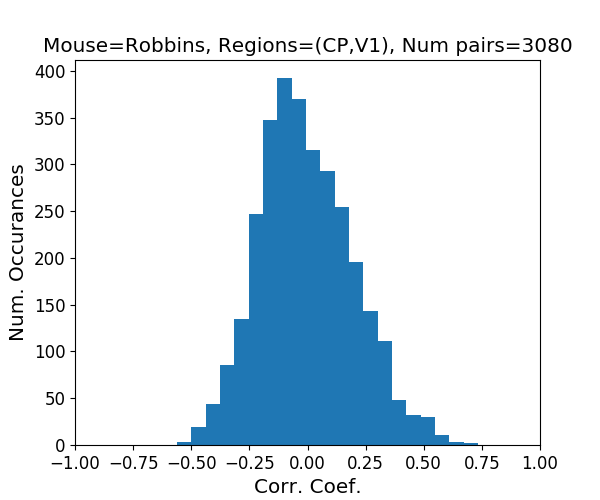 Mouse=Robbins, Regions=(CP,V1), Num pairs=3080
400
350
300
250
200
150
100
50
0
Num. Occurances
−1.00 −0.75 −0.50 −0.25 0.00 0.25 0.50 0.75 1.00
Corr. Coef.